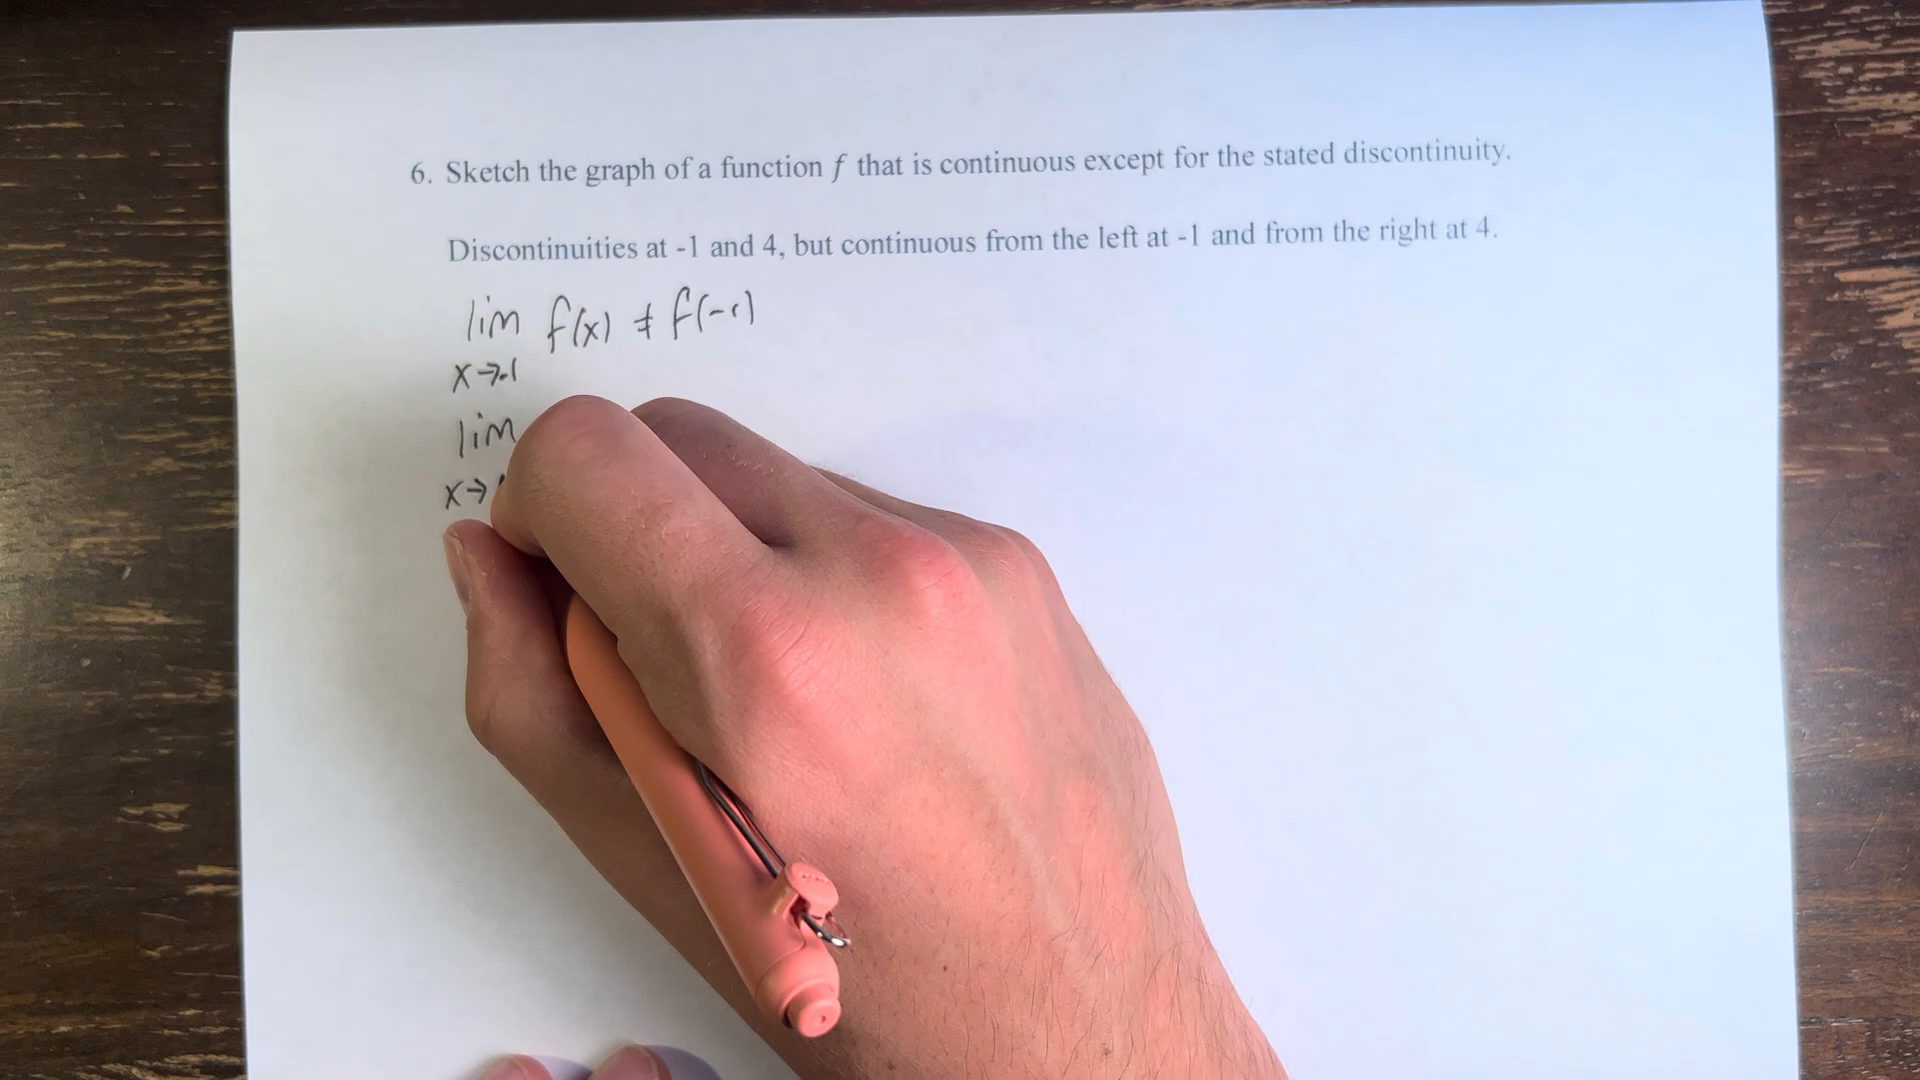 6. Sketch the graph of a function f that is continuous except for the stated discontinuity.
Discontinuities at -1 and 4, but continuous from the left at -1 and from the right at 4.
lim f(x) ≠ f(-1)
x→-1
lim
x→